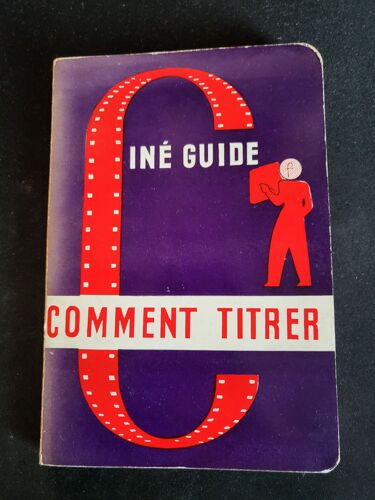 CINÉ GUIDE
f
COMMENT TITRER